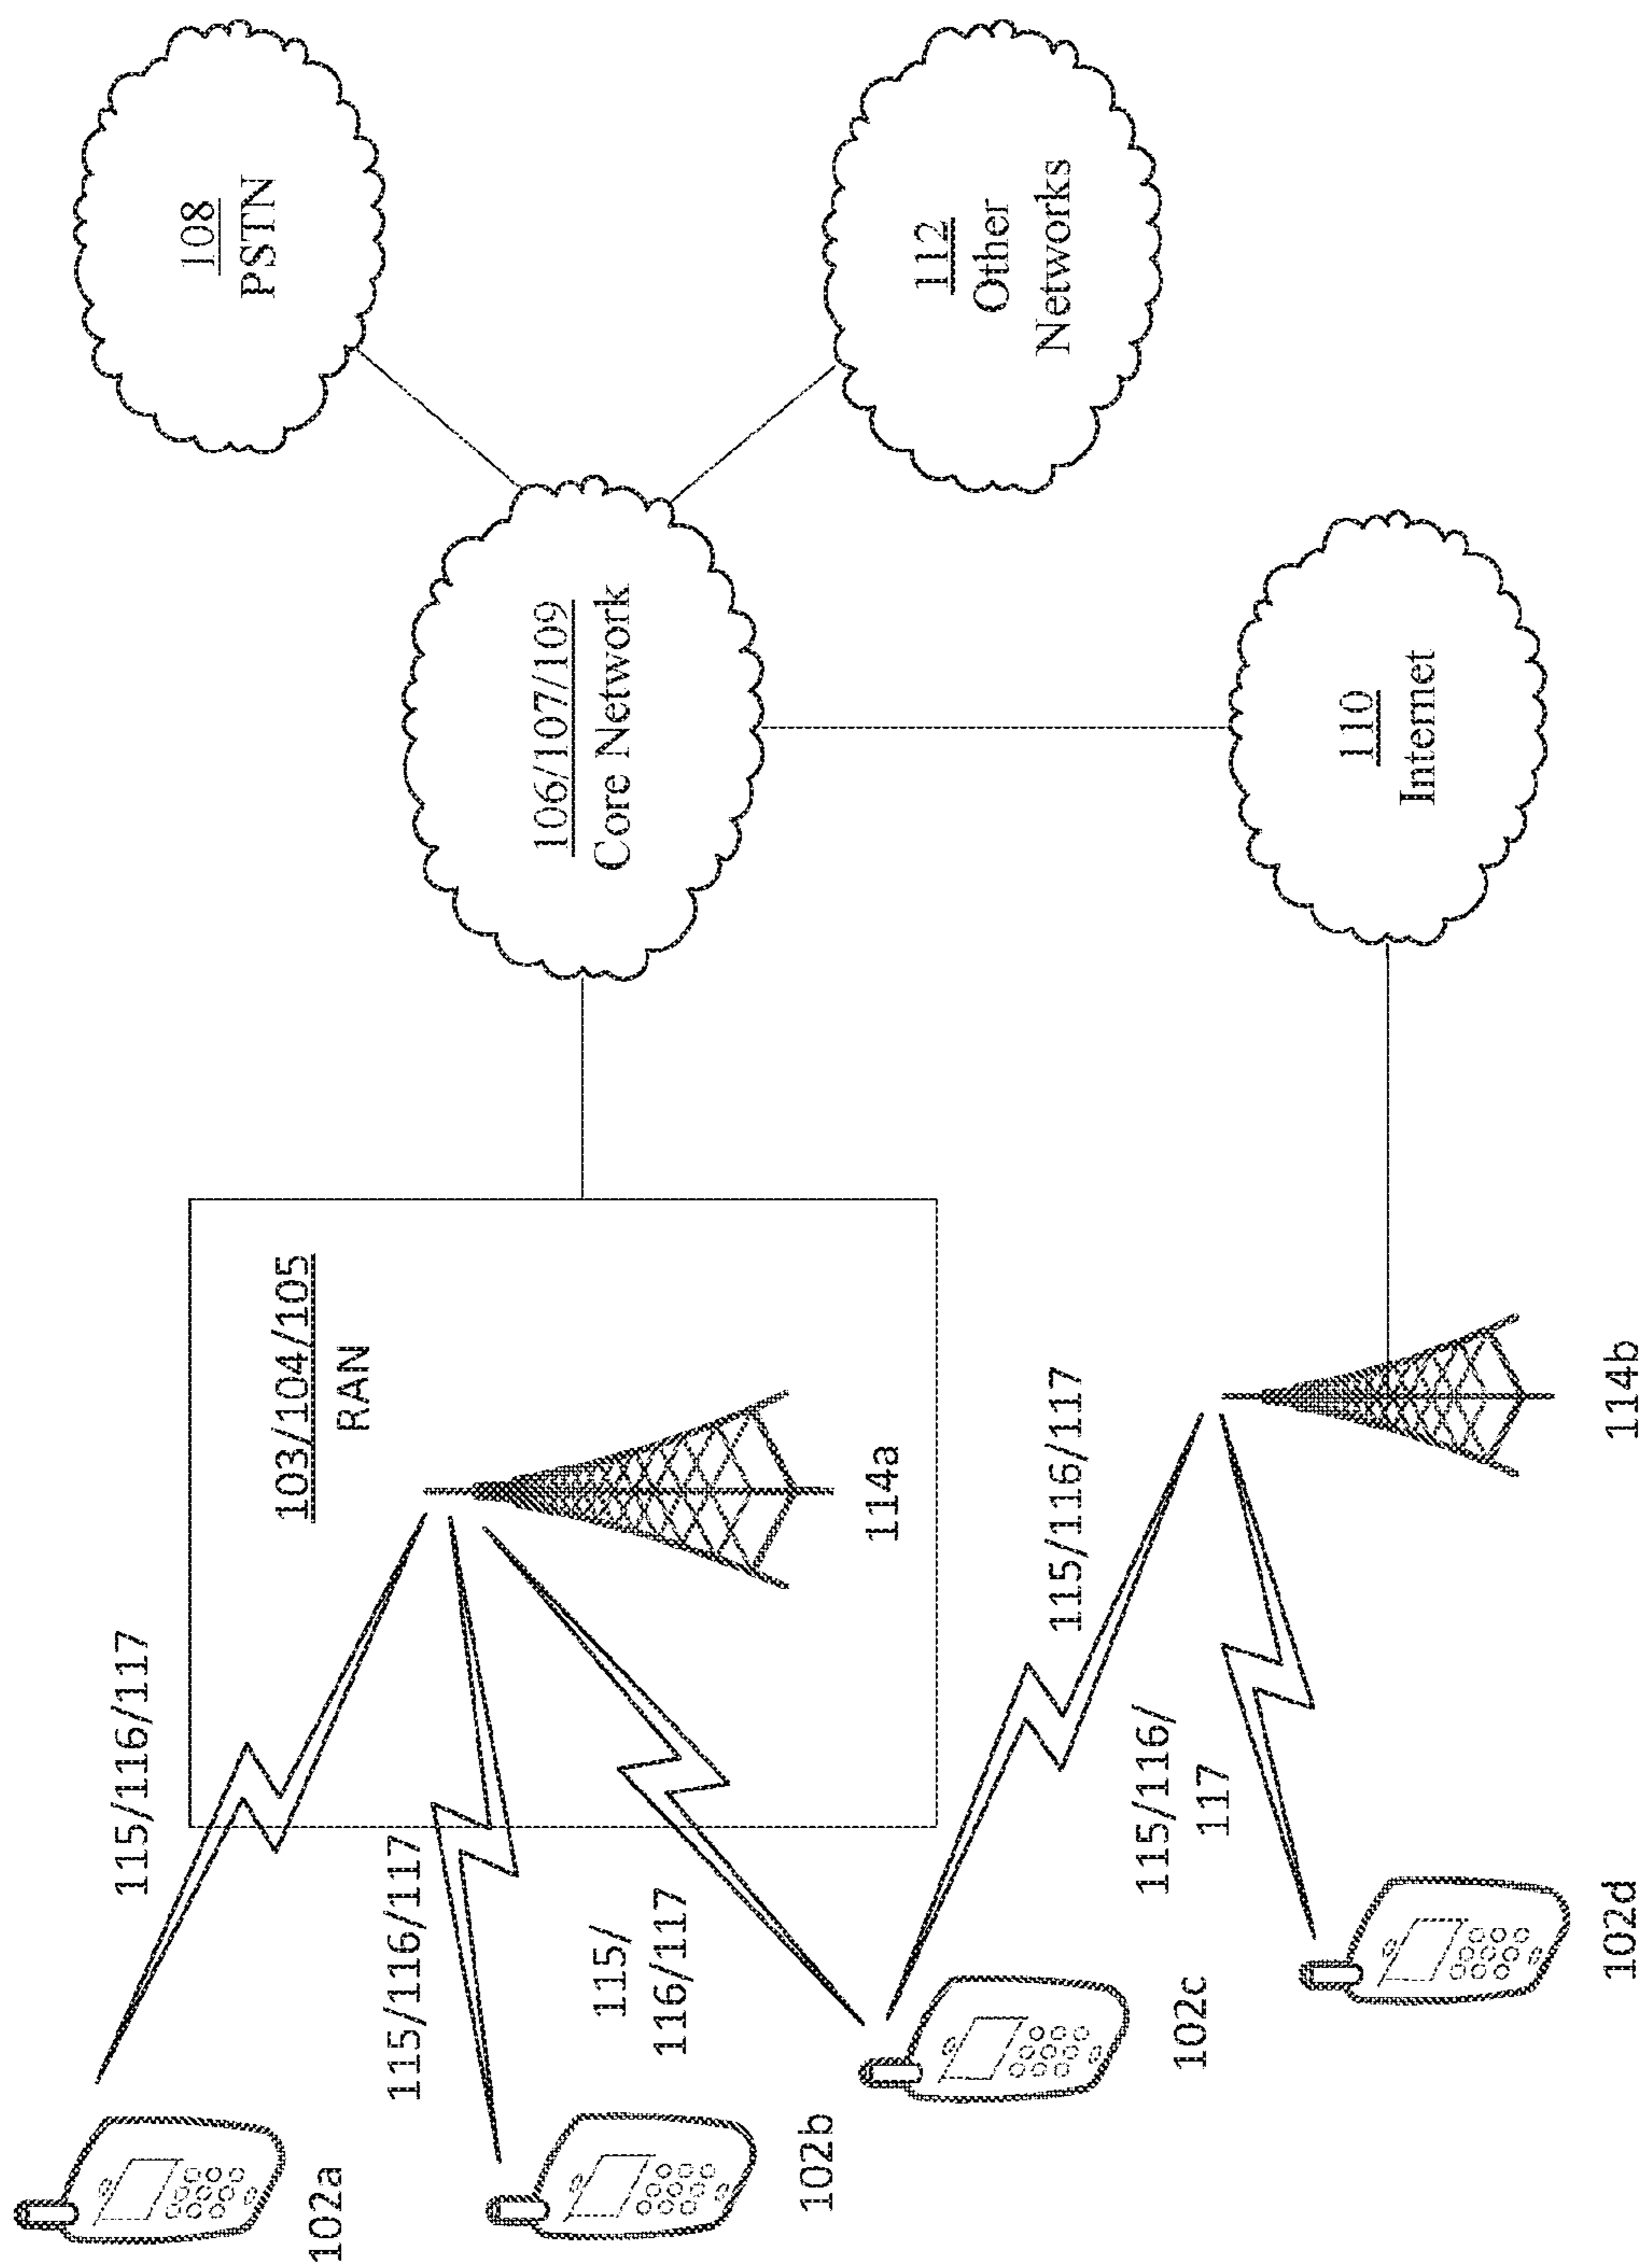 115/116/117
103/104/105
RAN
108
PSTN
102a
115/116/117
106/107/109
Core Network
115/
116/117
114a
112
Other
Networks
102b
115/116/117
102c
115/116/
117
110
Internet
102d
114b